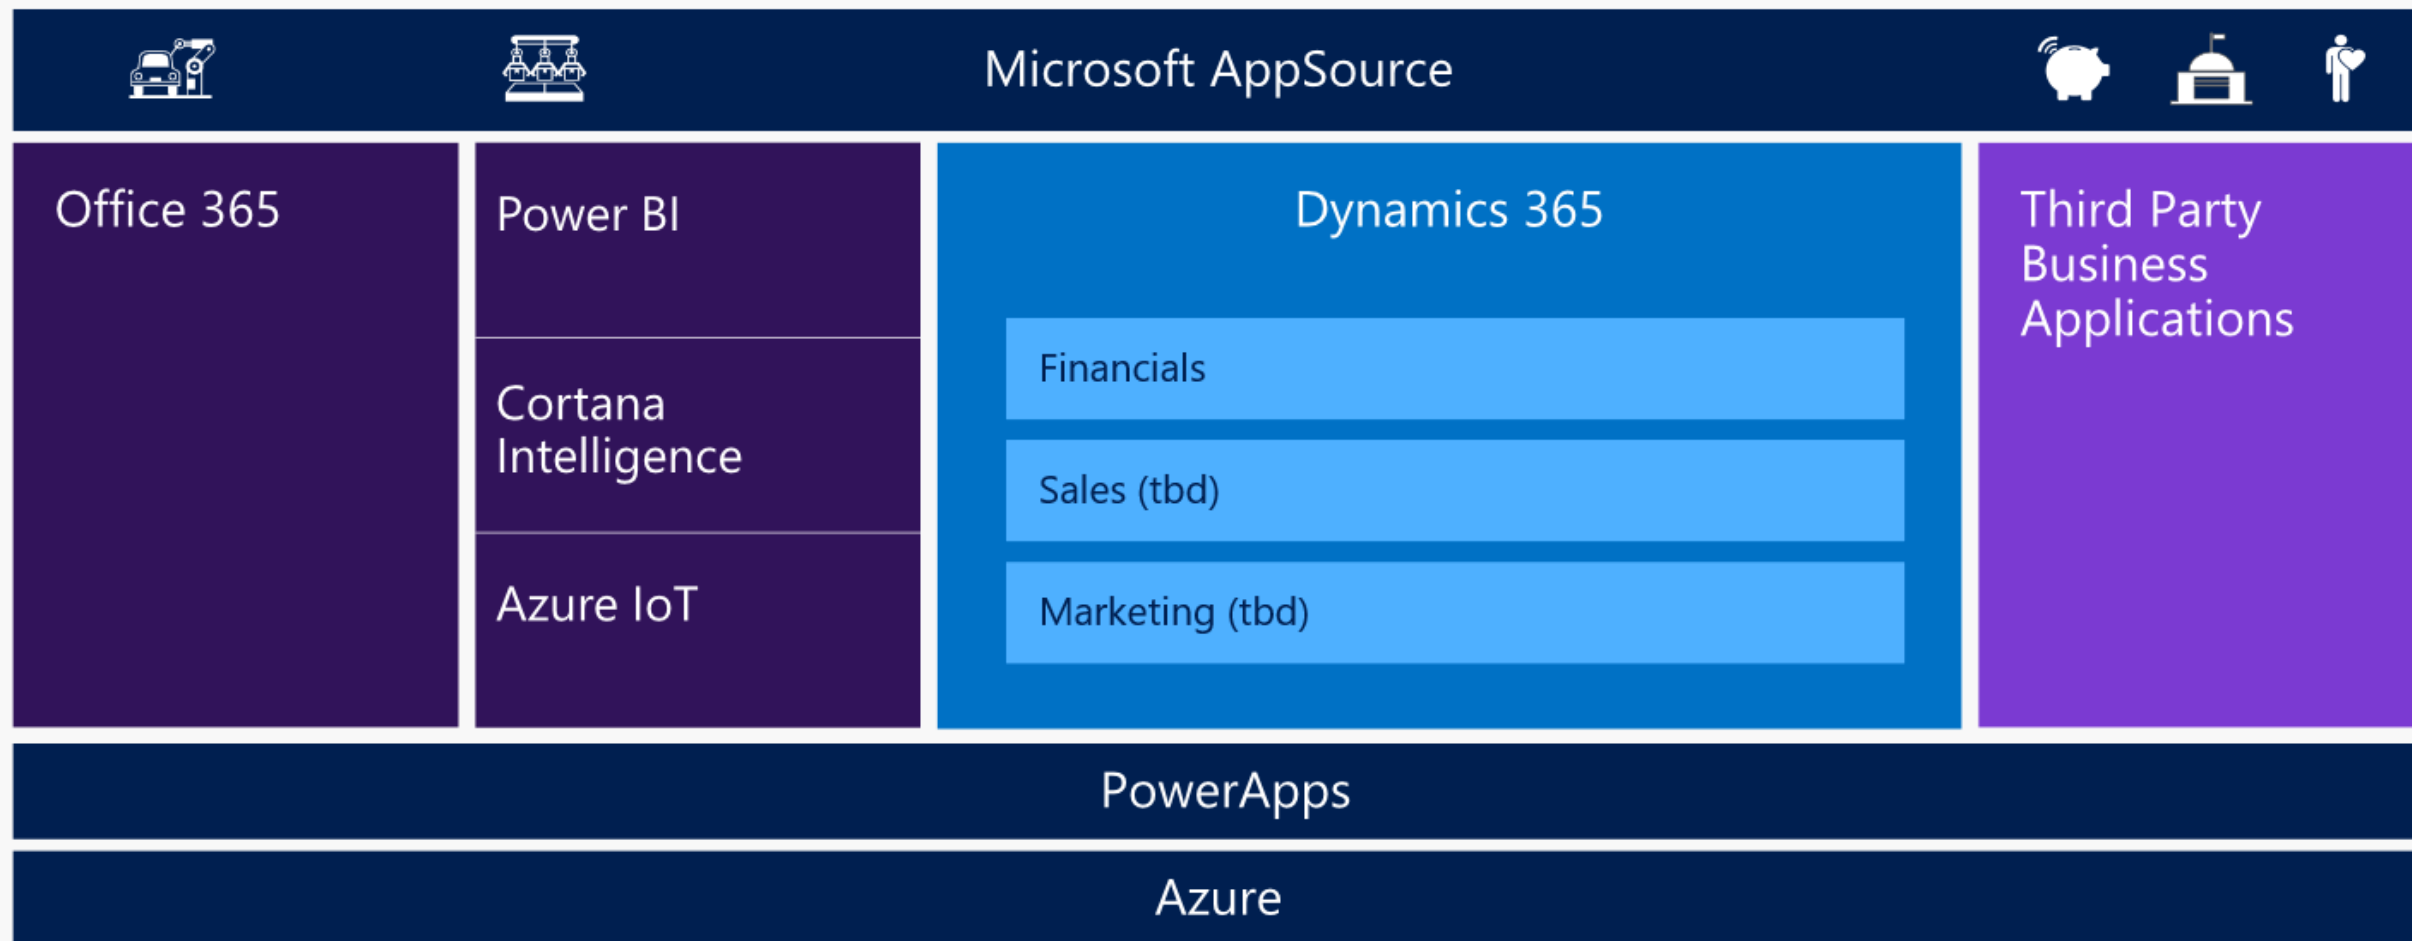 Microsoft AppSource
Office 365
Power BI
Cortana
Intelligence
Azure IoT
Dynamics 365
Financials
Sales (tbd)
Marketing (tbd)
Third Party
Business
Applications
PowerApps
Azure